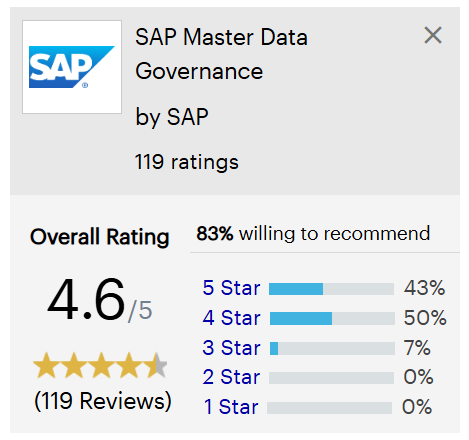 SAP
®
SAP Master Data
Governance
by SAP
119 ratings
Overall Rating
4.6/5
(119 Reviews)
83% willing to recommend
5 Star 43%
4 Star 50%
3 Star 7%
2 Star 0%
1 Star 0%